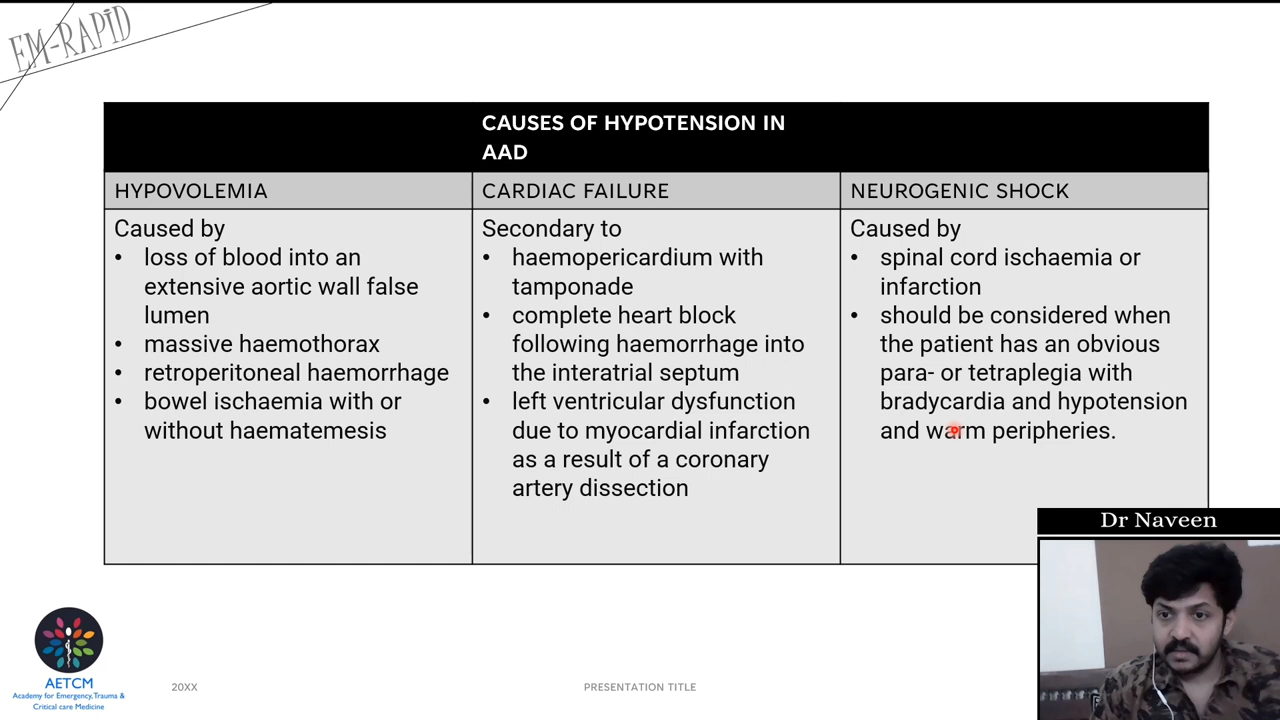 EM-RAPiD
CAUSES OF HYPOTENSION IN
AAD
HYPOVOLEMIA
Caused by
• loss of blood into an
extensive aortic wall false
lumen
• massive haemothorax
• retroperitoneal haemorrhage
• bowel ischaemia with or
without haematemesis
CARDIAC FAILURE
Secondary to
• haemopericardium with
tamponade
• complete heart block
following haemorrhage into
the interatrial septum
• left ventricular dysfunction
due to myocardial infarction
as a result of a coronary
artery dissection
NEUROGENIC SHOCK
Caused by
• spinal cord ischaemia or
infarction
• should be considered when
the patient has an obvious
para- or tetraplegia with
bradycardia and hypotension
and warm peripheries.
Dr Naveen
AETCM
Academy for Emergency,Trauma &
Critical care Medicine
20XX
PRESENTATION TITLE